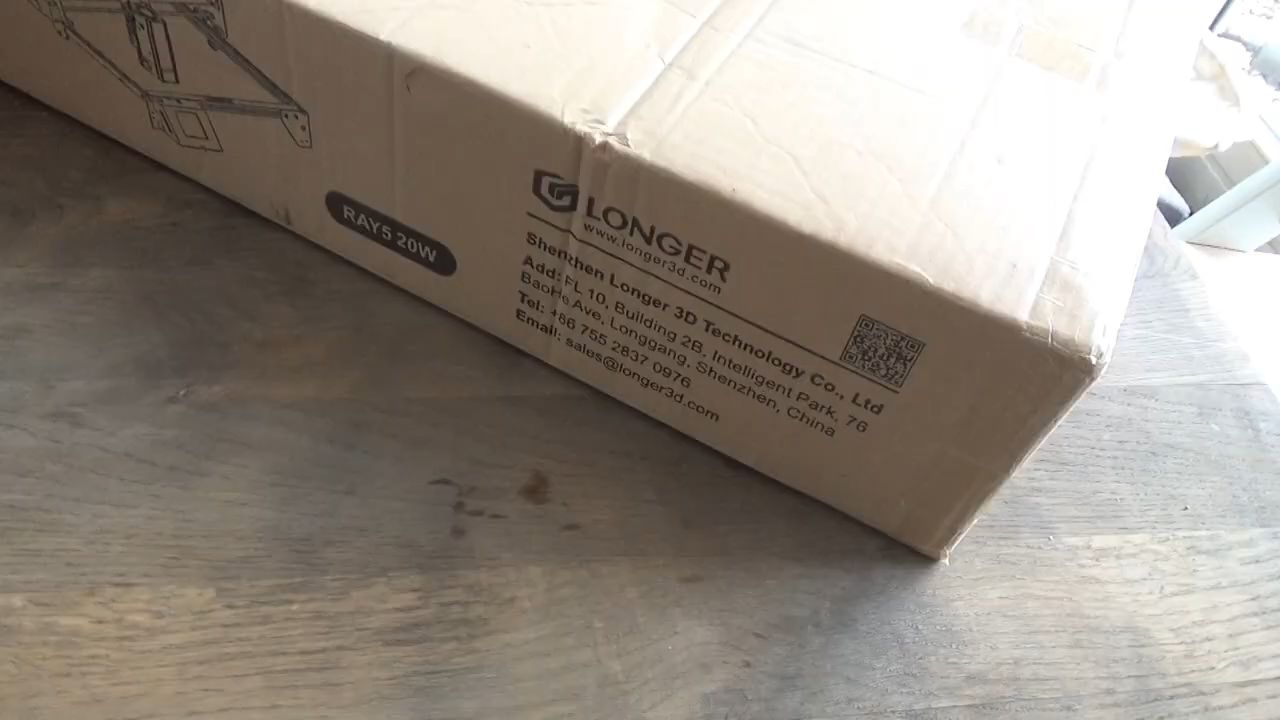 RAY5 20W
LONGER
www.longer3d.com
Shenzhen Longer 3D Technology Co., Ltd
Add: FL 10, Building 2B, Intelligent Park, 76
BaoHe Ave, Longgang, Shenzhen, China
Tel: +86 755 2837 0976
Email: sales@longer3d.com